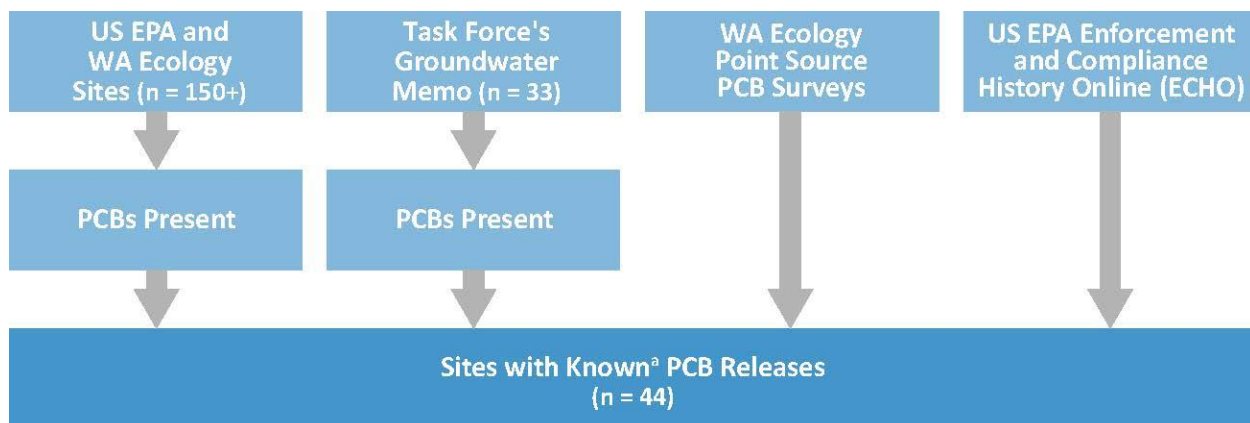 US EPA and
WA Ecology
Sites (n = 150+)
Task Force's
Groundwater
Memo (n = 33)
WA Ecology
Point Source
PCB Surveys
US EPA Enforcement
and Compliance
History Online (ECHO)
PCBs Present
PCBs Present
Sites with Knownᵃ PCB Releases
(n = 44)